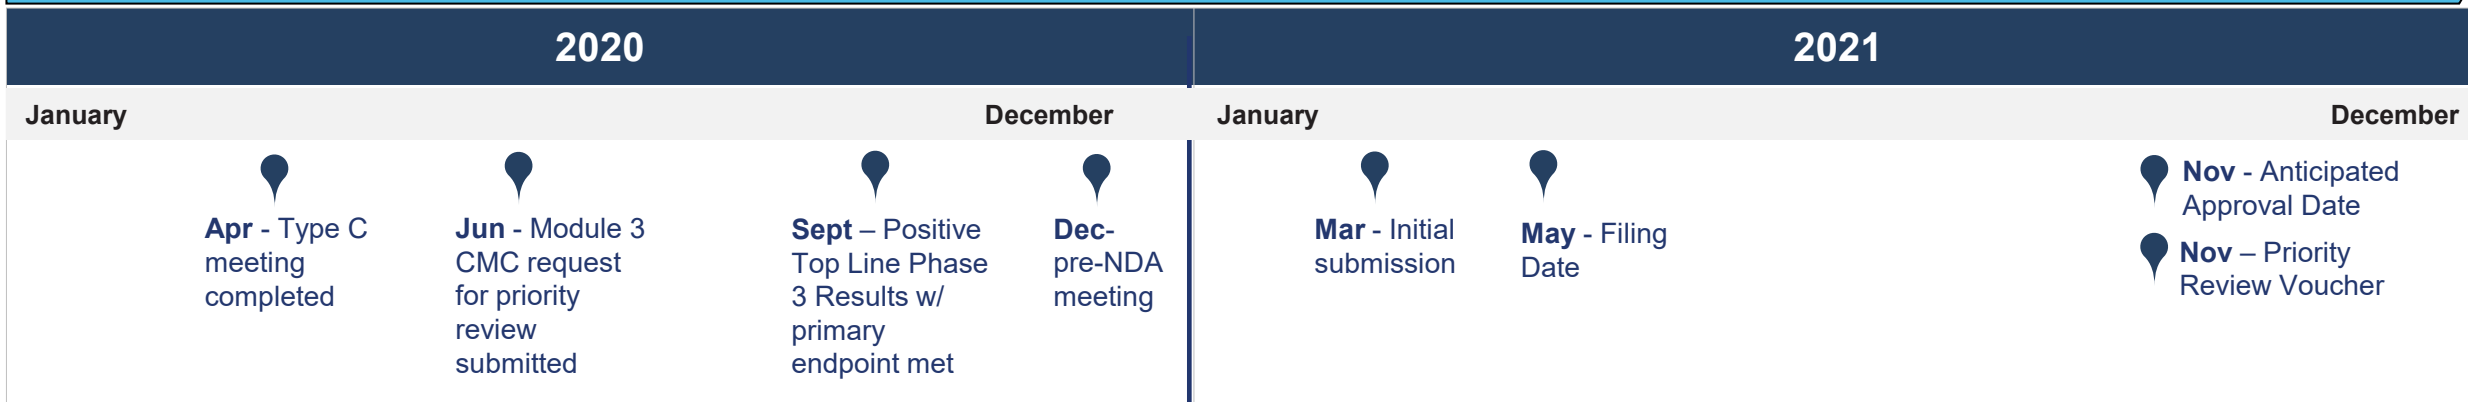 2020
2021
January
December
January
December
Apr - Type C
meeting
completed
Jun - Module 3
CMC request
for priority
review
submitted
Sept – Positive
Top Line Phase
3 Results w/
primary
endpoint met
Dec-
pre-NDA
meeting
Mar - Initial
submission
May - Filing
Date
Nov - Anticipated
Approval Date
Nov – Priority
Review Voucher